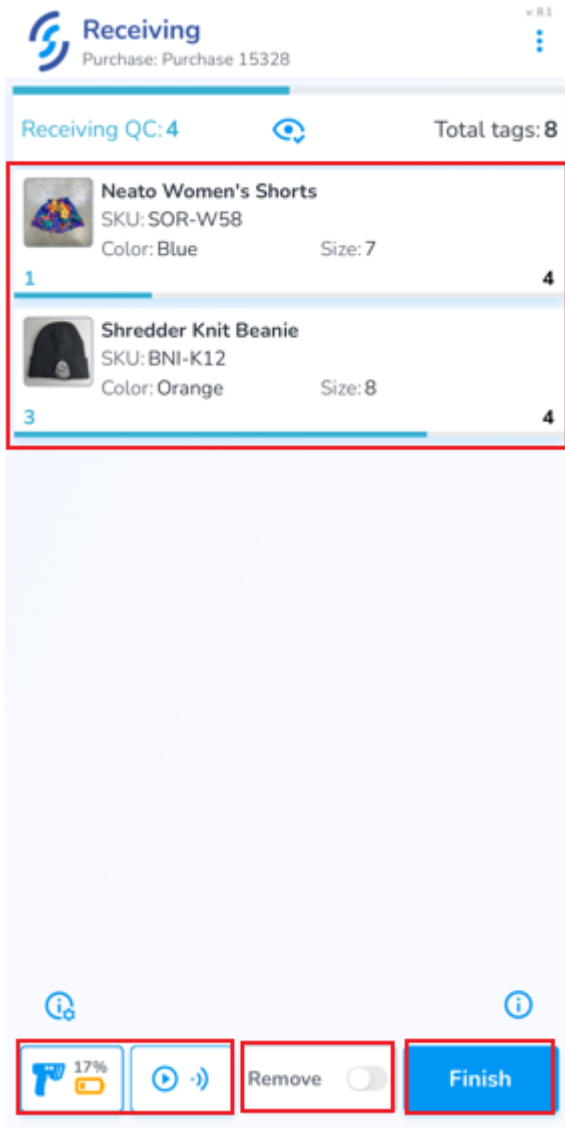 v: 8.1
Receiving
Purchase: Purchase 15328
Receiving QC: 4 Total tags: 8
Neato Women's Shorts
SKU: SOR-W58
Color: Blue Size: 7
1 4
Shredder Knit Beanie
SKU: BNI-K12
Color: Orange Size: 8
3 4
17%
Remove
Finish